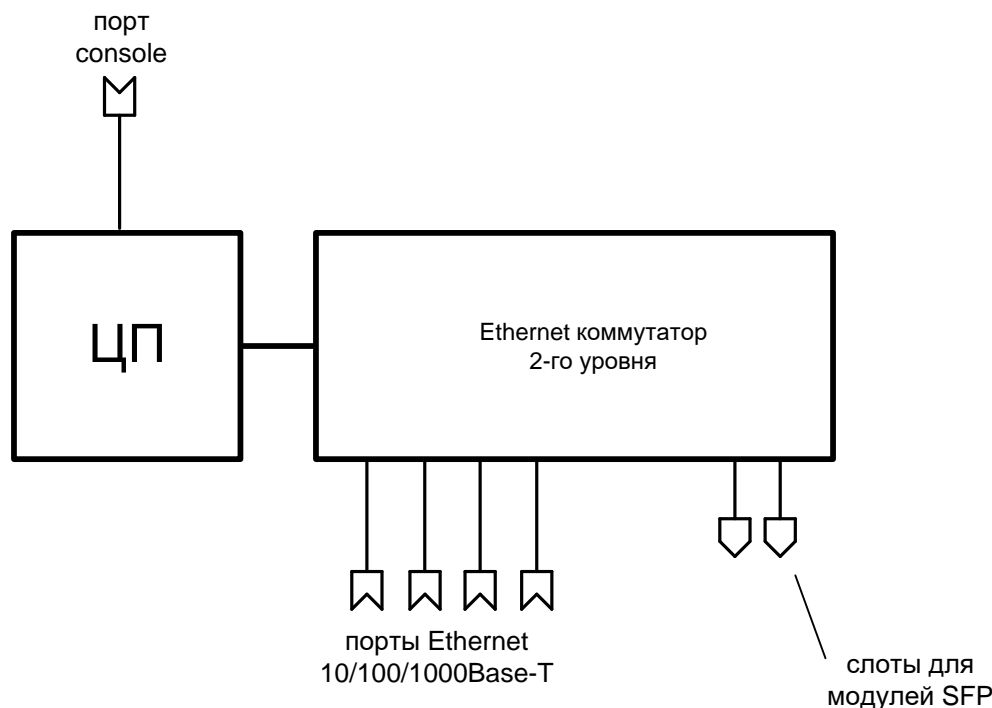 порт
console
ЦП
Ethernet коммутатор
2-го уровня
порты Ethernet
10/100/1000Base-T
слоты для
модулей SFP